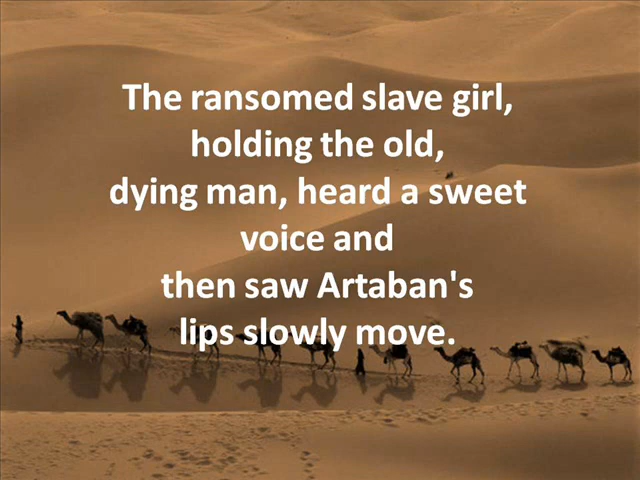 The ransomed slave girl,
holding the old,
dying man, heard a sweet
voice and
then saw Artaban's
lips slowly move.